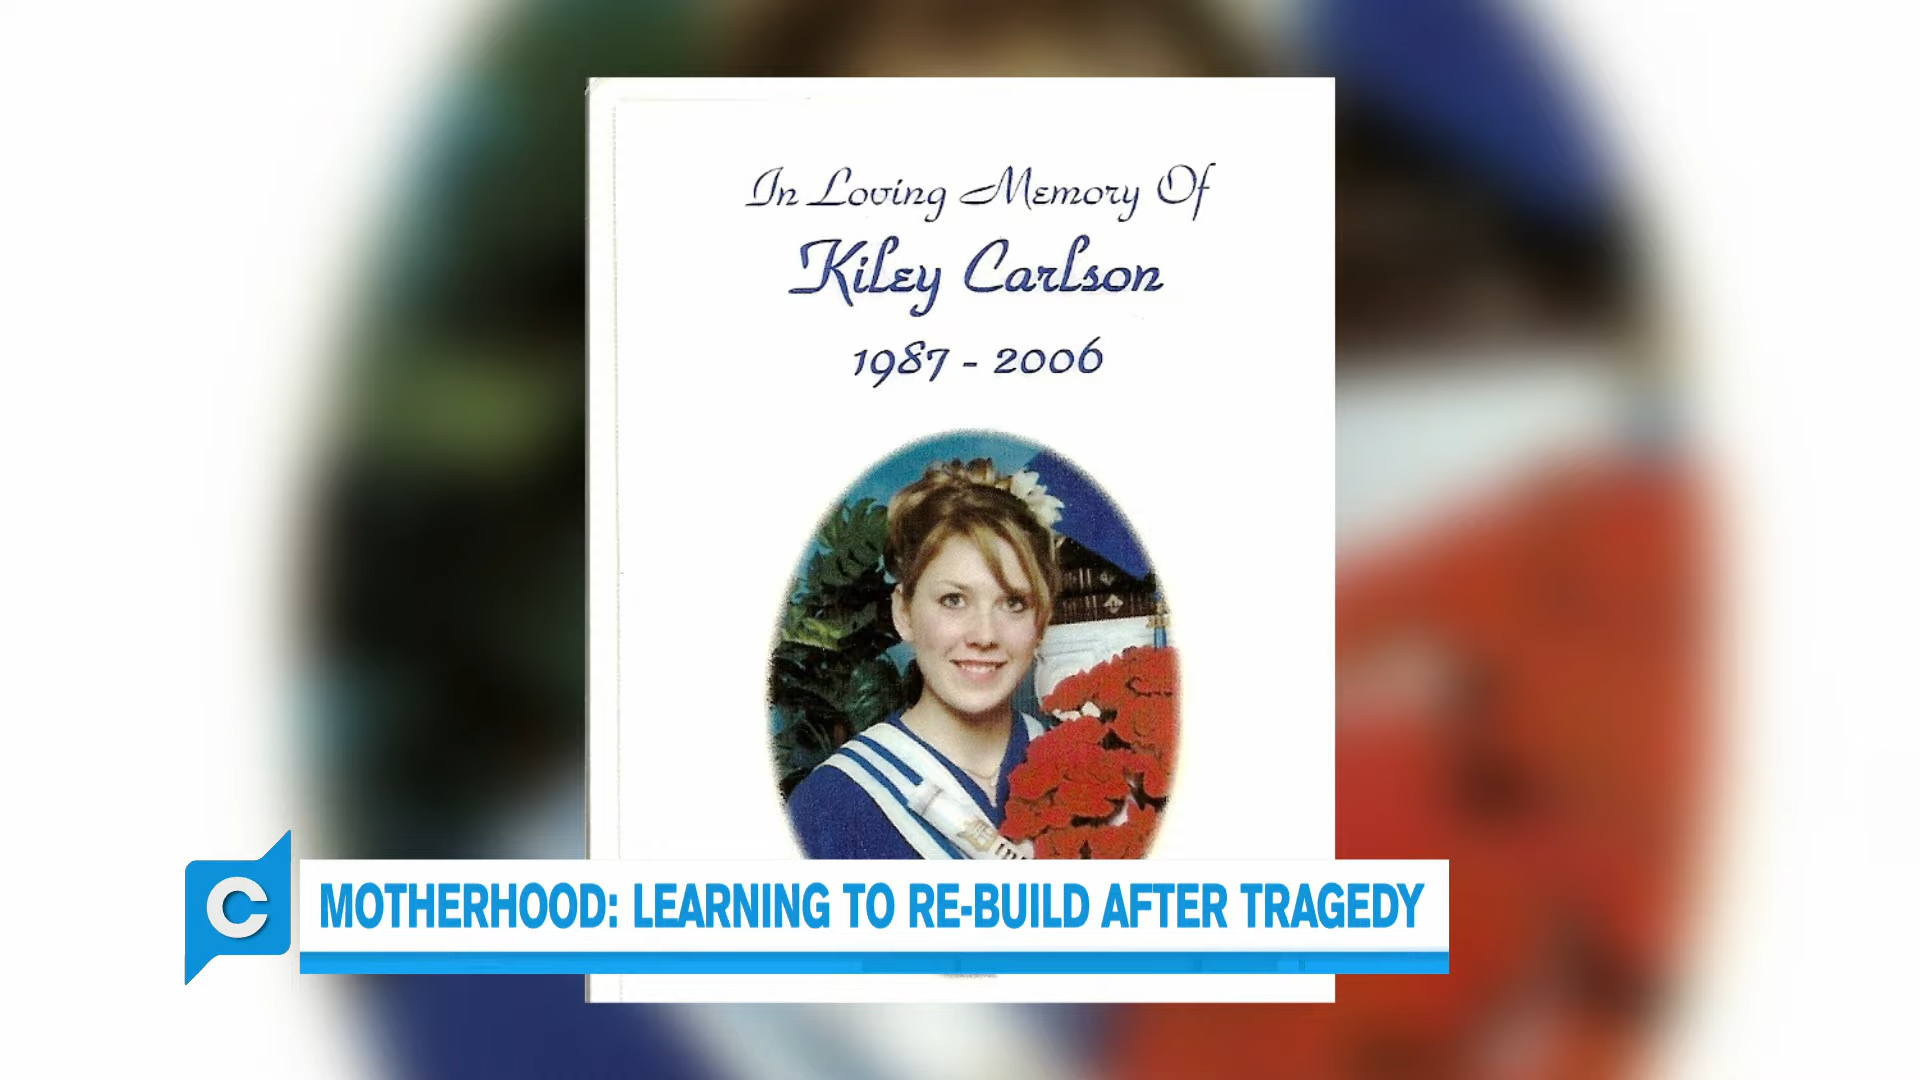 In Loving Memory Of
Kiley Carlson
1987 - 2006
C
MOTHERHOOD: LEARNING TO RE-BUILD AFTER TRAGEDY